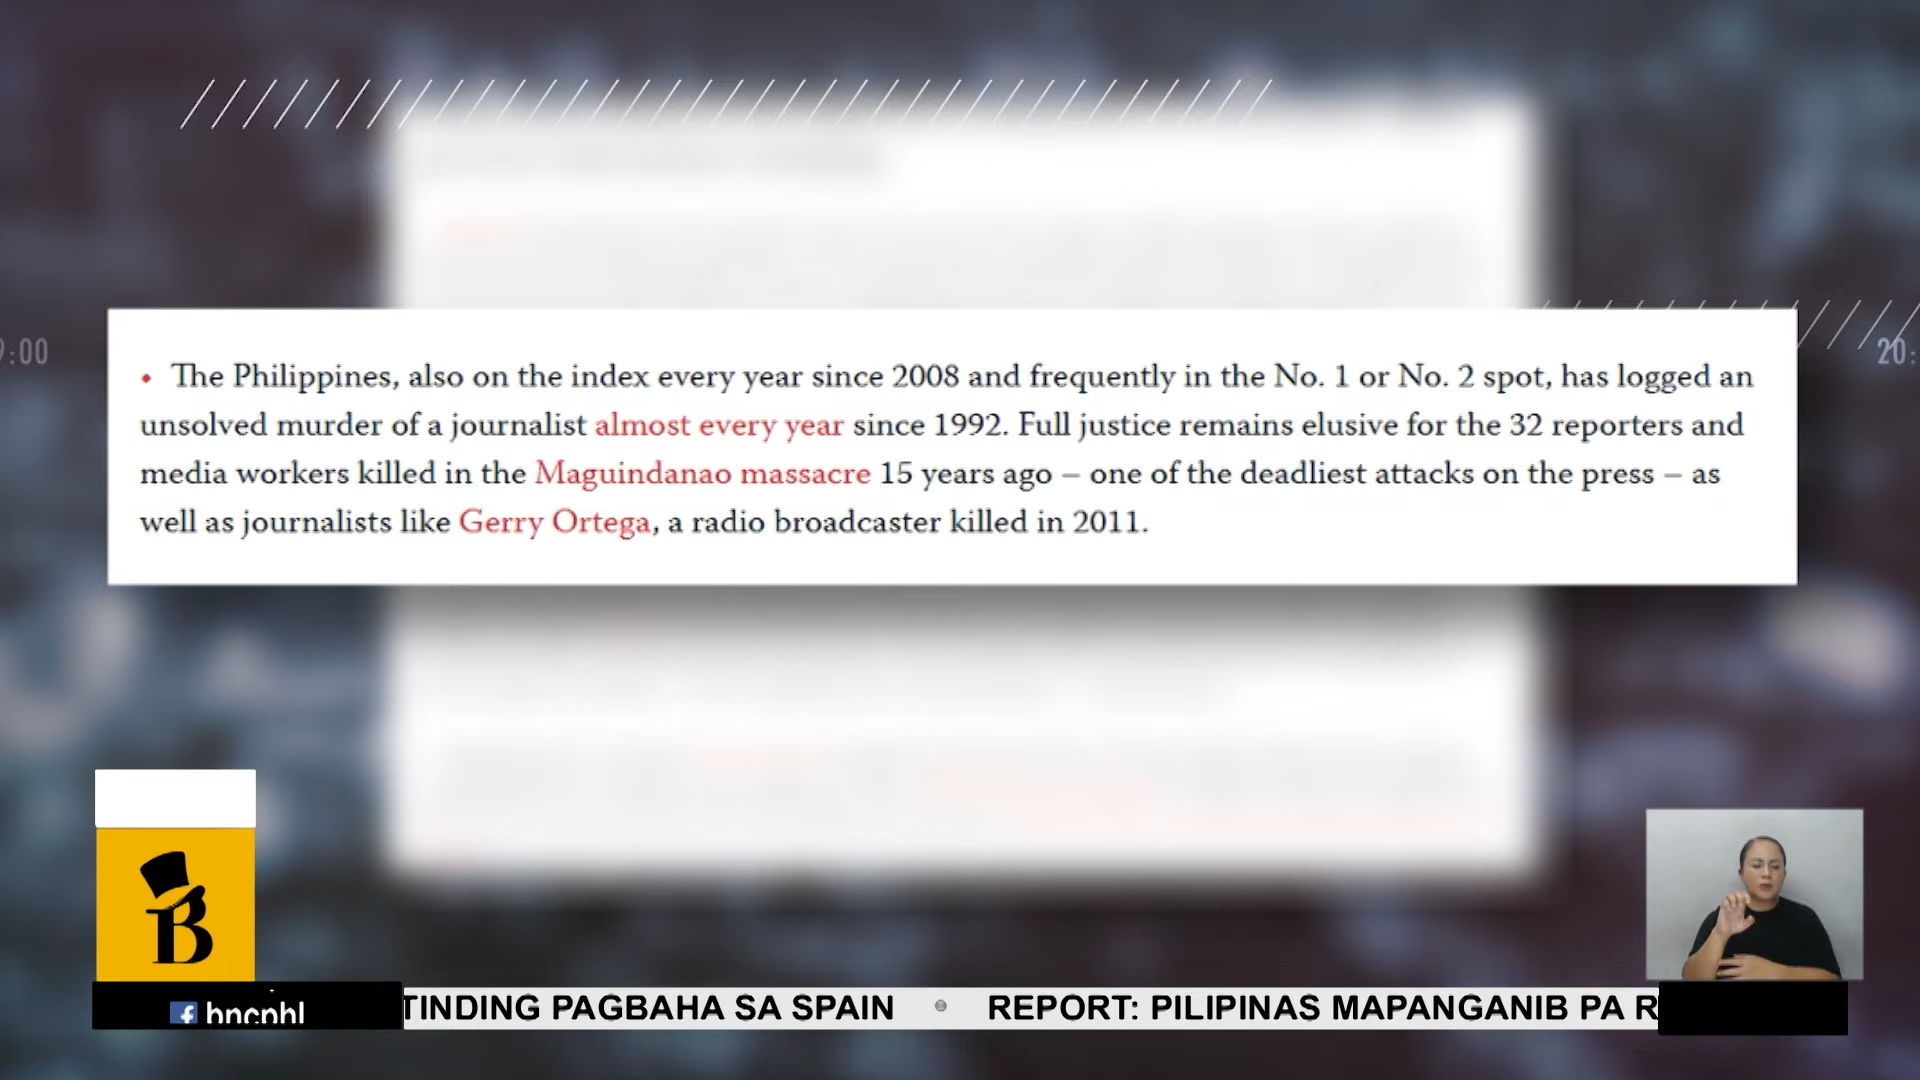 9:00
20:
• The Philippines, also on the index every year since 2008 and frequently in the No. 1 or No. 2 spot, has logged an
unsolved murder of a journalist almost every year since 1992. Full justice remains elusive for the 32 reporters and
media workers killed in the Maguindanao massacre 15 years ago – one of the deadliest attacks on the press – as
well as journalists like Gerry Ortega, a radio broadcaster killed in 2011.
B
TINDING PAGBAHA SA SPAIN • REPORT: PILIPINAS MAPANGANIB PA R